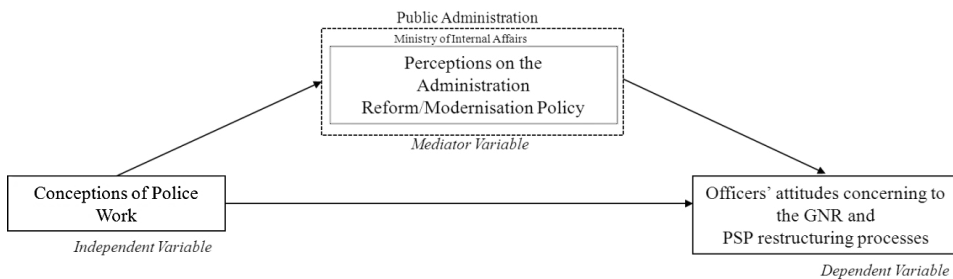 Public Administration
Ministry of Internal Affairs
Perceptions on the
Administration
Reform/Modernisation Policy
Mediator Variable
Conceptions of Police
Work
Independent Variable
Officers’ attitudes concerning to
the GNR and
PSP restructuring processes
Dependent Variable